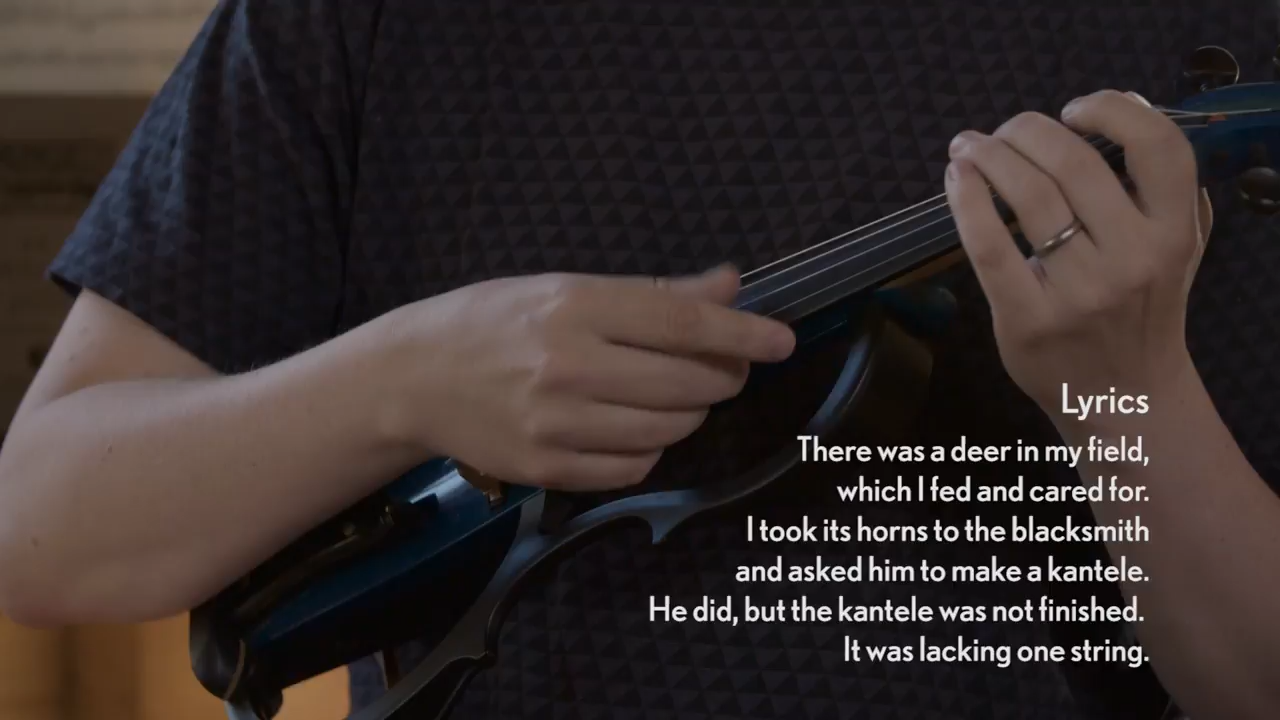 Lyrics
There was a deer in my field,
which I fed and cared for.
I took its horns to the blacksmith
and asked him to make a kantele.
He did, but the kantele was not finished.
It was lacking one string.